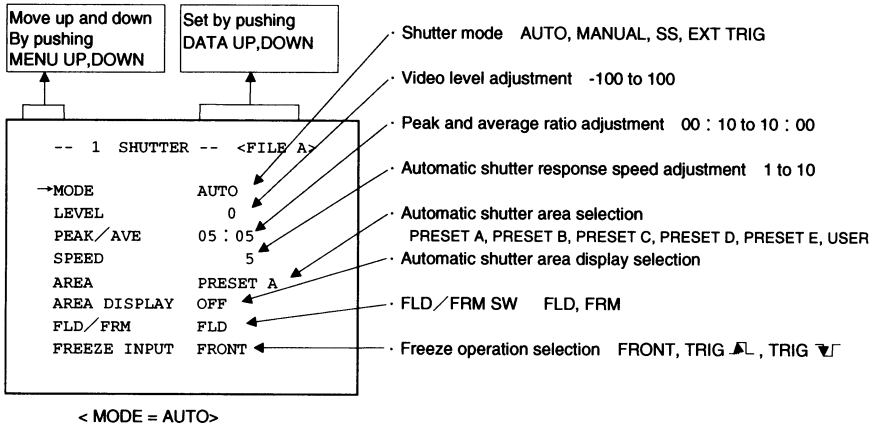 Move up and down
By pushing
MENU UP,DOWN
Set by pushing
DATA UP,DOWN
-- 1 SHUTTER -- <FILE A>
→MODE AUTO
LEVEL 0
PEAK/AVE 05:05
SPEED 5
AREA PRESET A
AREA DISPLAY OFF
FLD/FRM FLD
FREEZE INPUT FRONT
· Shutter mode AUTO, MANUAL, SS, EXT TRIG
· Video level adjustment -100 to 100
· Peak and average ratio adjustment 00 : 10 to 10 : 00
· Automatic shutter response speed adjustment 1 to 10
· Automatic shutter area selection
PRESET A, PRESET B, PRESET C, PRESET D, PRESET E, USER
· Automatic shutter area display selection
· FLD/FRM SW FLD, FRM
· Freeze operation selection FRONT, TRIG , TRIG
< MODE = AUTO>